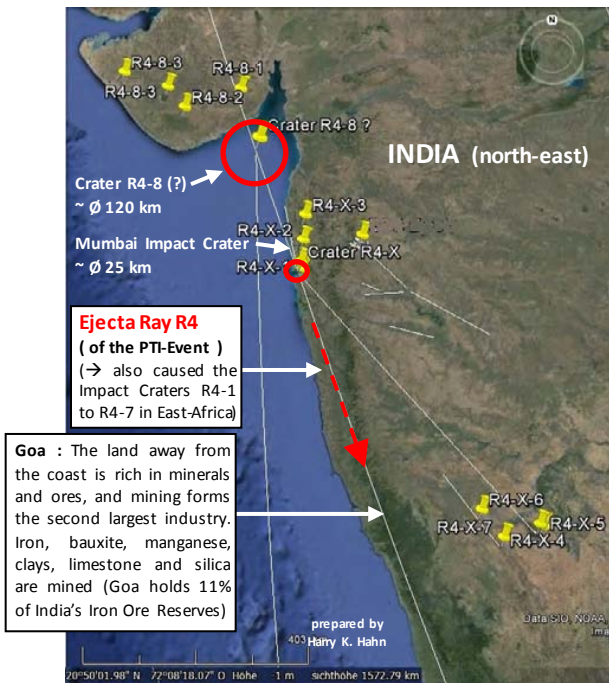 N
R4-8-3
R4-8-1
R4-8-3
R4-8-2
Crater R4-8 ?
INDIA (north-east)
Crater R4-8 (?)
~ Ø 120 km
R4-X-3
R4-X-2
Mumbai Impact Crater
~ Ø 25 km
Crater R4-X
R4-X-1
Ejecta Ray R4
( of the PTI-Event )
(→ also caused the
Impact Craters R4-1
to R4-7 in East-Africa)
Goa : The land away from
the coast is rich in minerals
and ores, and mining forms
the second largest industry.
Iron, bauxite, manganese,
clays, limestone and silica
are mined (Goa holds 11%
of India's Iron Ore Reserves)
R4-X-6
R4-X-5
R4-X-7
R4-X-4
prepared by
Harry K. Hahn
Data SIO, NOAA,
403
20°50'01.98" N 72°08'18.07" O Höhe -1 m sichthöhe 1572.79 km